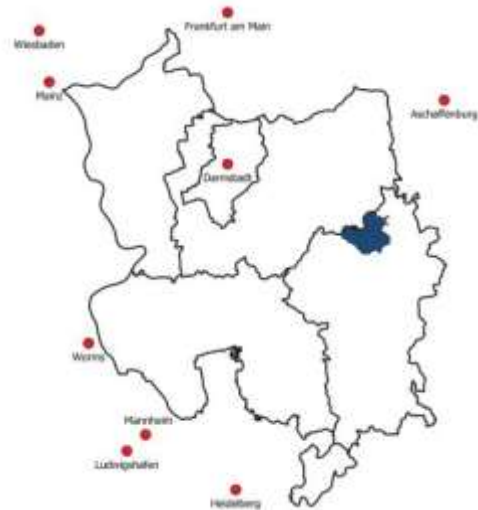 Frankfurt am Main
Wiesbaden
Mainz
Aschaffenburg
Darmstadt
Worms
Mannheim
Ludwigshafen
Heidelberg